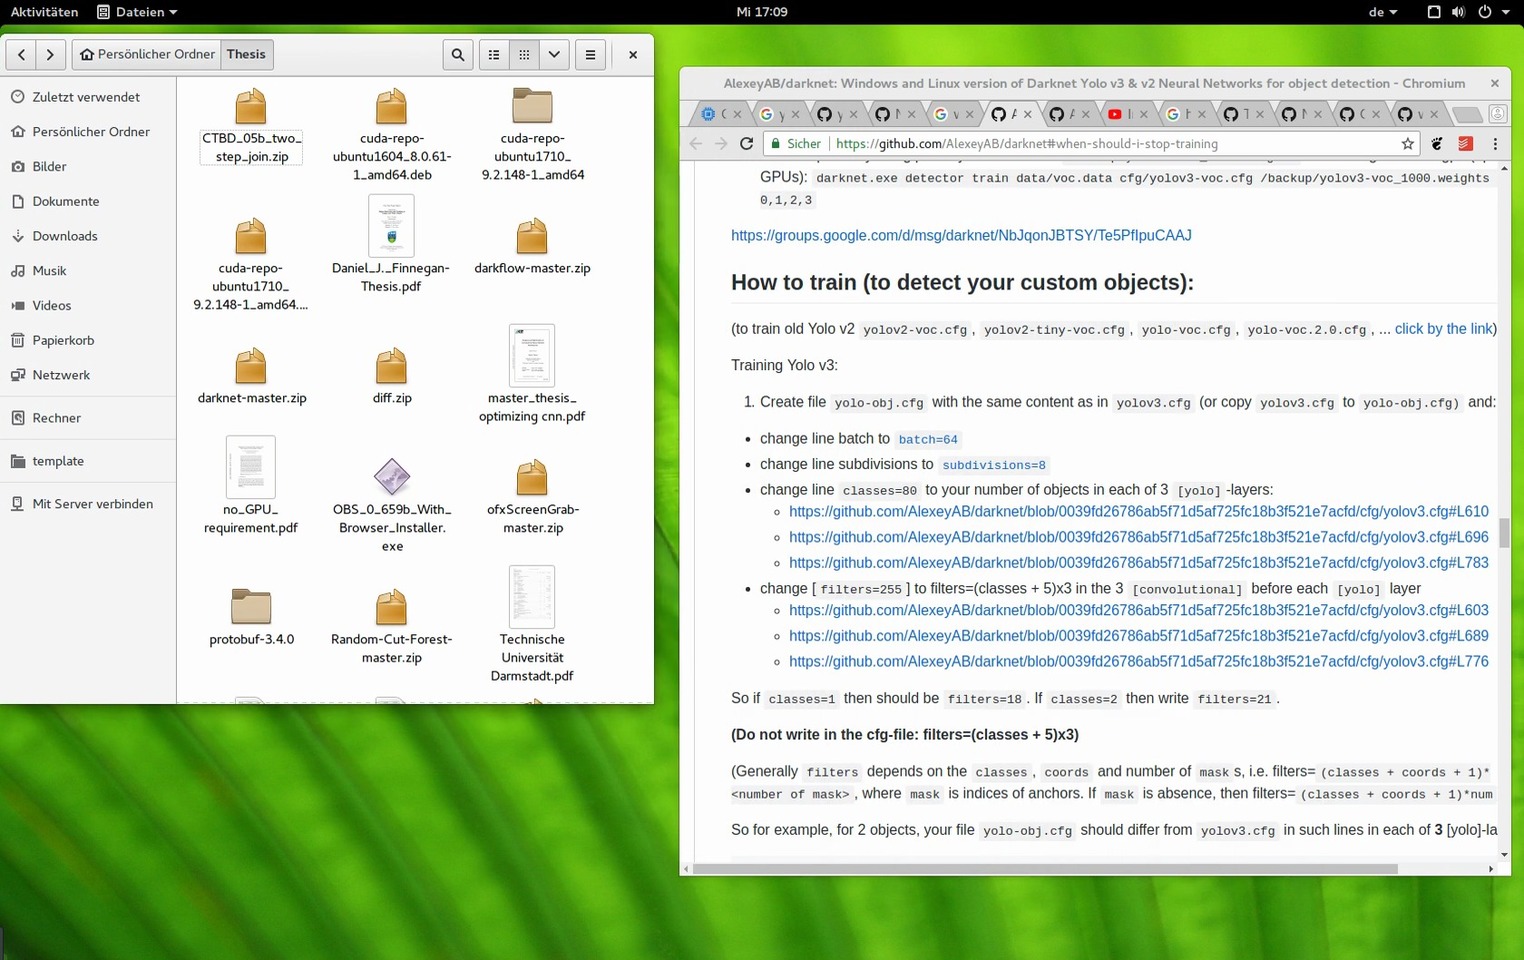 Aktivitäten
Dateien
Mi 17:09
de
Persönlicher Ordner
Thesis
Zuletzt verwendet
Persönlicher Ordner
Bilder
Dokumente
Downloads
Musik
Videos
Papierkorb
Netzwerk
Rechner
template
Mit Server verbinden
CTBD_05b_two_
step_join.zip
cuda-repo-
ubuntu1604_8.0.61-
1_amd64.deb
cuda-repo-
ubuntu1710_
9.2.148-1_amd64
cuda-repo-
ubuntu1710_
9.2.148-1_amd64....
Daniel_J._Finnegan-
Thesis.pdf
darkflow-master.zip
darknet-master.zip
diff.zip
master_thesis_
optimizing cnn.pdf
no_GPU_
requirement.pdf
OBS_0_659b_With_
Browser_Installer.
exe
ofxScreenGrab-
master.zip
protobuf-3.4.0
Random-Cut-Forest-
master.zip
Technische
Universität
Darmstadt.pdf
AlexeyAB/darknet: Windows and Linux version of Darknet Yolo v3 & v2 Neural Networks for object detection - Chromium
Sicher
https://github.com/AlexeyAB/darknet#when-should-i-stop-training
GPUs): darknet.exe detector train data/voc.data cfg/yolov3-voc.cfg /backup/yolov3-voc_1000.weights
0,1,2,3
https://groups.google.com/d/msg/darknet/NbJqonJBTSY/Te5PfIpuCAAJ
How to train (to detect your custom objects):
(to train old Yolo v2 yolov2-voc.cfg, yolov2-tiny-voc.cfg, yolo-voc.cfg, yolo-voc.2.0.cfg, ... click by the link)
Training Yolo v3:
1. Create file yolo-obj.cfg with the same content as in yolov3.cfg (or copy yolov3.cfg to yolo-obj.cfg) and:
• change line batch to batch=64
• change line subdivisions to subdivisions=8
• change line classes=80 to your number of objects in each of 3 [yolo] -layers:
https://github.com/AlexeyAB/darknet/blob/0039fd26786ab5f71d5af725fc18b3f521e7acfd/cfg/yolov3.cfg#L610
https://github.com/AlexeyAB/darknet/blob/0039fd26786ab5f71d5af725fc18b3f521e7acfd/cfg/yolov3.cfg#L696
https://github.com/AlexeyAB/darknet/blob/0039fd26786ab5f71d5af725fc18b3f521e7acfd/cfg/yolov3.cfg#L783
• change [ filters=255 ] to filters=(classes + 5)x3 in the 3 [convolutional] before each [yolo] layer
https://github.com/AlexeyAB/darknet/blob/0039fd26786ab5f71d5af725fc18b3f521e7acfd/cfg/yolov3.cfg#L603
https://github.com/AlexeyAB/darknet/blob/0039fd26786ab5f71d5af725fc18b3f521e7acfd/cfg/yolov3.cfg#L689
https://github.com/AlexeyAB/darknet/blob/0039fd26786ab5f71d5af725fc18b3f521e7acfd/cfg/yolov3.cfg#L776
So if classes=1 then should be filters=18. If classes=2 then write filters=21.
(Do not write in the cfg-file: filters=(classes + 5)x3)
(Generally filters depends on the classes, coords and number of mask s, i.e. filters= (classes + coords + 1)*
<number of mask>, where mask is indices of anchors. If mask is absence, then filters= (classes + coords + 1)*num
So for example, for 2 objects, your file yolo-obj.cfg should differ from yolov3.cfg in such lines in each of 3 [yolo]-la